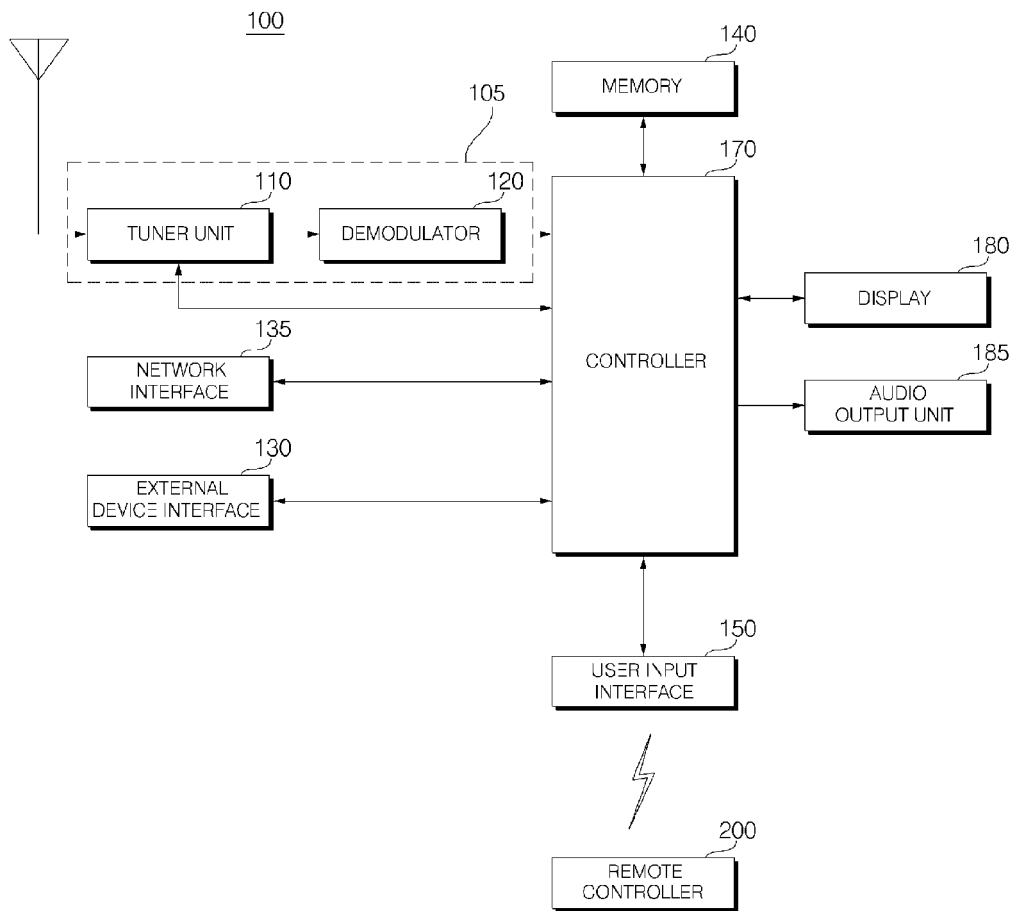 100
140
MEMORY
105
170
110
120
TUNER UNIT
DEMODULATOR
180
DISPLAY
135
NETWORK
INTERFACE
CONTROLLER
185
AUDIO
OUTPUT UNIT
130
EXTERNAL
DEVICE INTERFACE
150
USER INPUT
INTERFACE
200
REMOTE
CONTROLLER